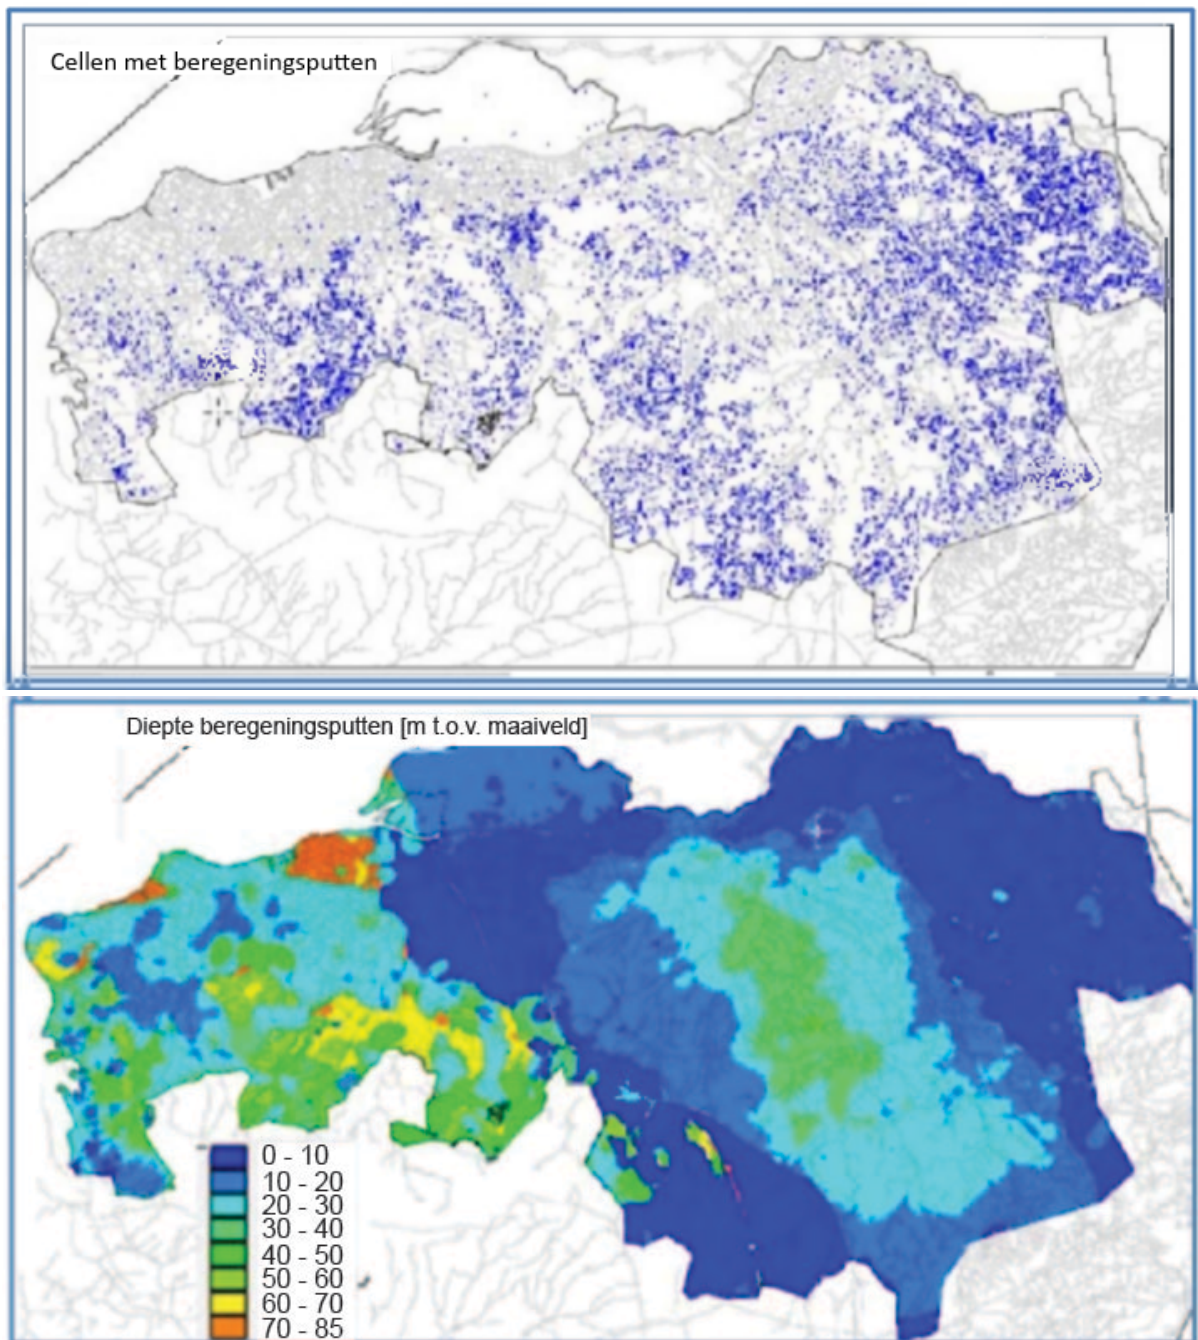 Cellen met beregeningsputten
Diepte beregeningsputten [m t.o.v. maaiveld]
0 - 10
10 - 20
20 - 30
30 - 40
40 - 50
50 - 60
60 - 70
70 - 85